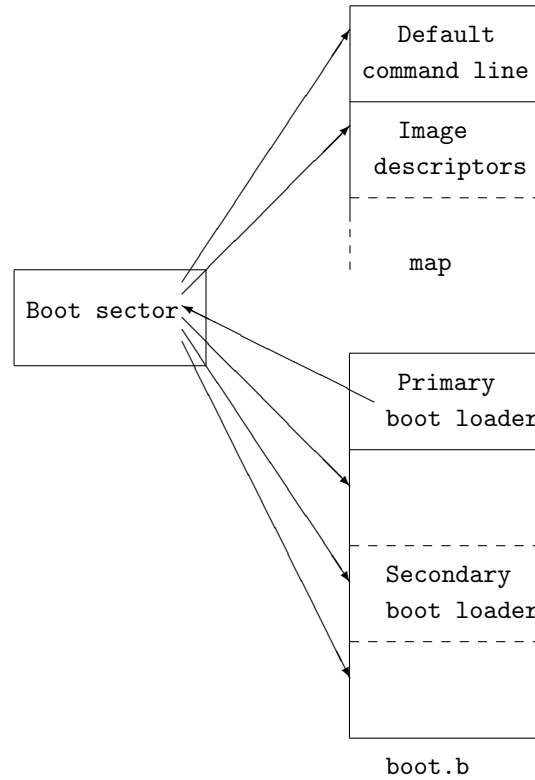 Default
command line
Image
descriptors
map
Boot sector
Primary
boot loader
Secondary
boot loader
boot.b